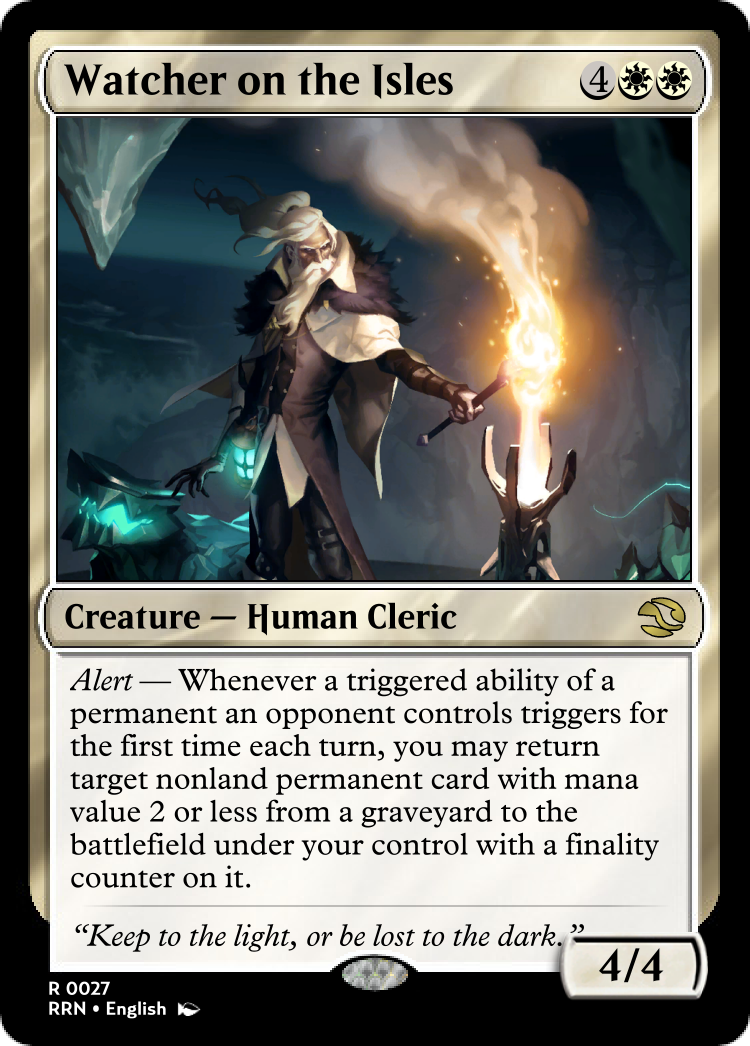 Watcher on the Isles 4
Creature — Human Cleric
Alert — Whenever a triggered ability of a
permanent an opponent controls triggers for
the first time each turn, you may return
target nonland permanent card with mana
value 2 or less from a graveyard to the
battlefield under your control with a finality
counter on it.
“Keep to the light, or be lost to the dark.”
4/4
R 0027
RRN • English